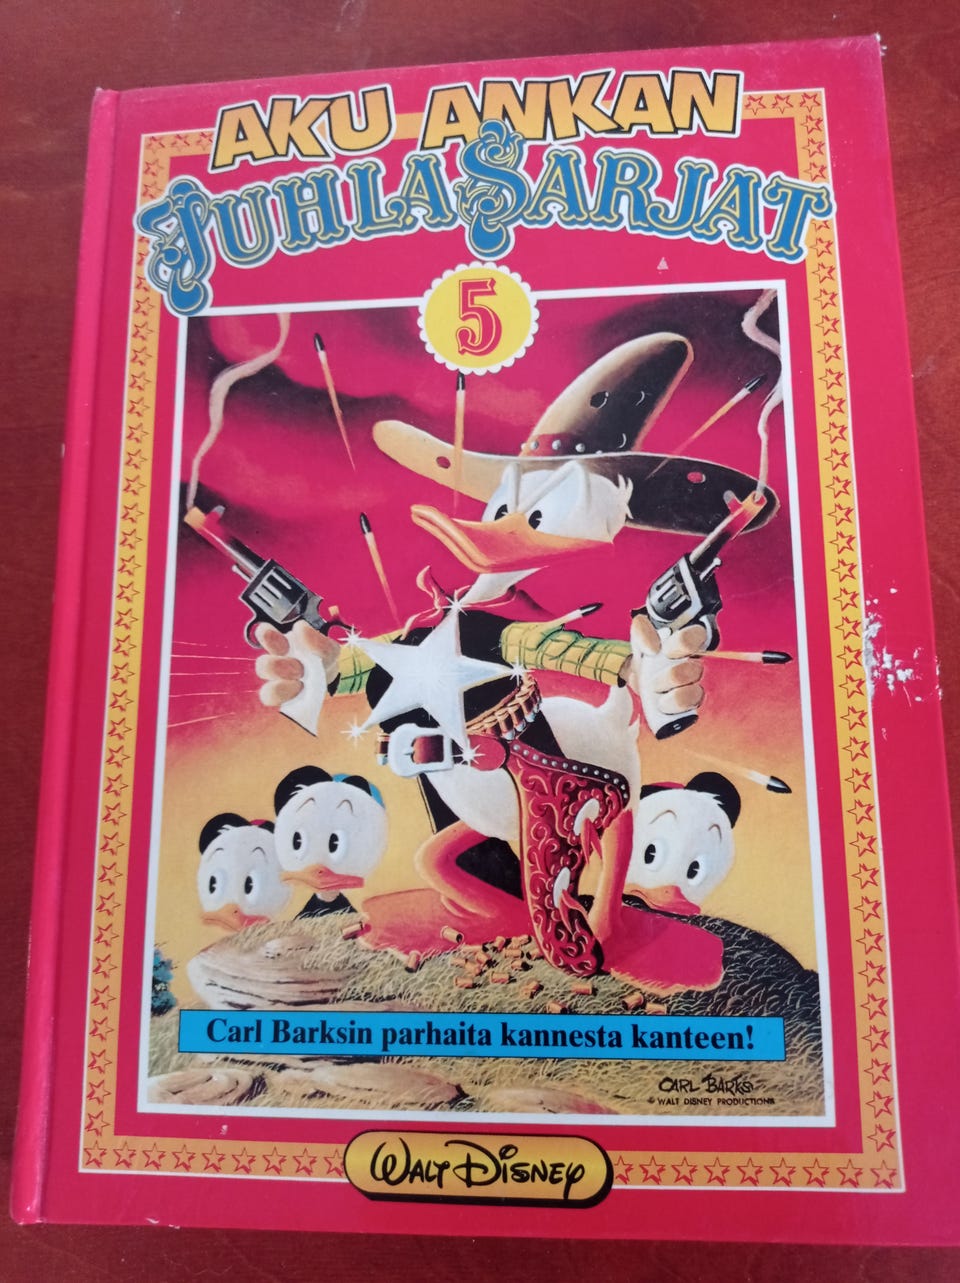 AKU ANKAN
JUHLASARJAT
5
Carl Barksin parhaita kannesta kanteen!
CARL BARKS
© WALT DISNEY PRODUCTIONS
WALT DISNEY